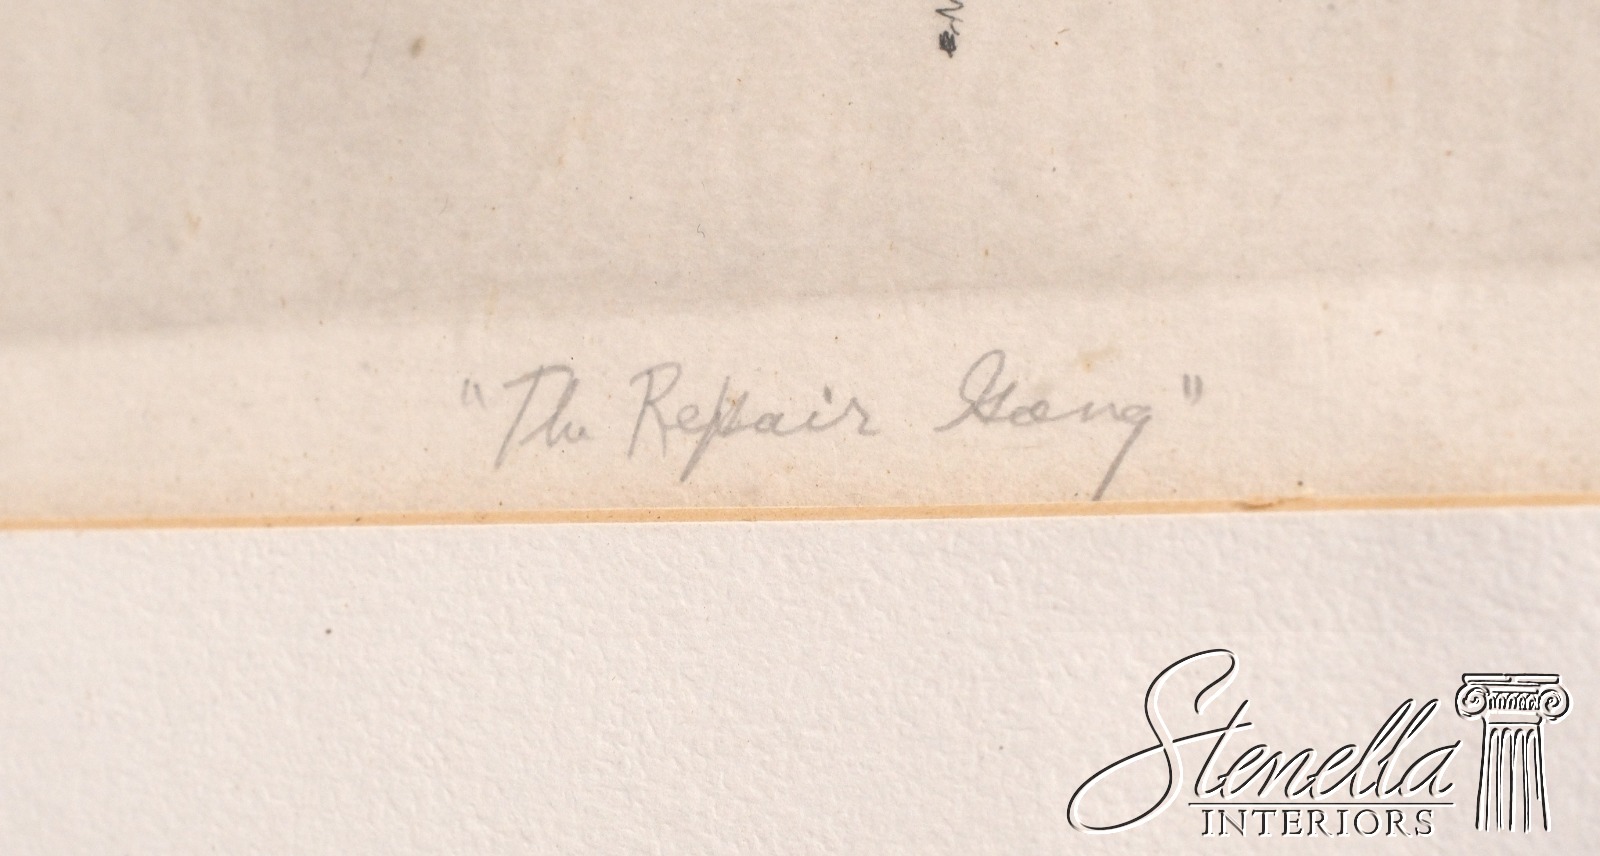 "The Repair Gang"
Stenella
INTERIORS